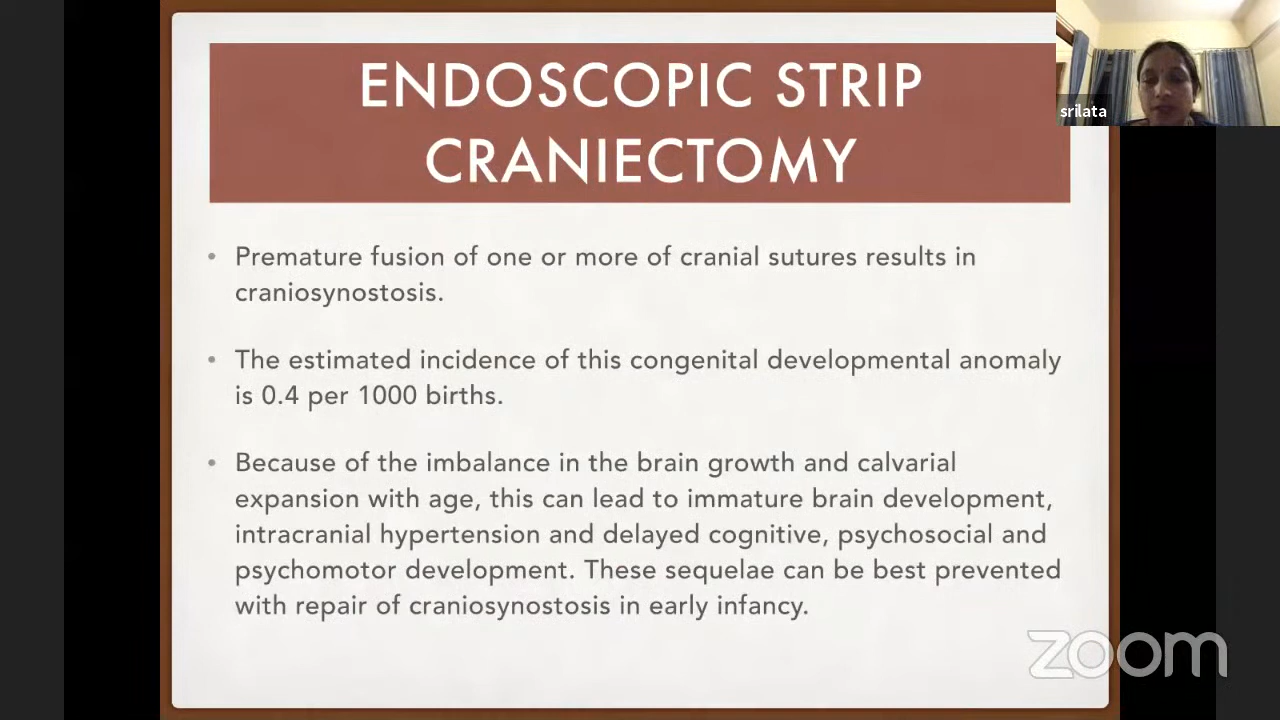 ENDOSCOPIC STRIP
CRANIECTOMY
srilata
• Premature fusion of one or more of cranial sutures results in
craniosynostosis.
• The estimated incidence of this congenital developmental anomaly
is 0.4 per 1000 births.
• Because of the imbalance in the brain growth and calvarial
expansion with age, this can lead to immature brain development,
intracranial hypertension and delayed cognitive, psychosocial and
psychomotor development. These sequelae can be best prevented
with repair of craniosynostosis in early infancy.
zoom